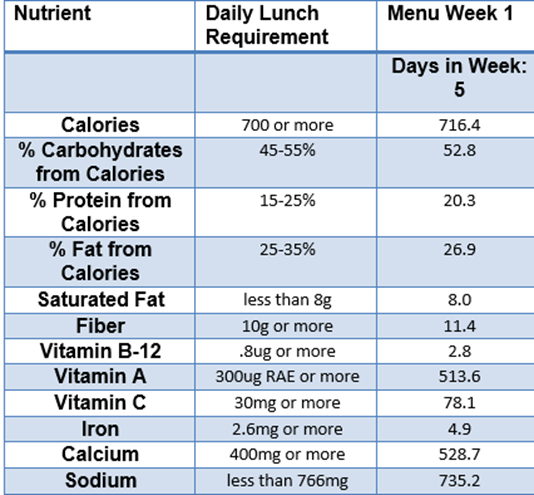 Nutrient Daily Lunch Menu Week 1
Requirement
Days in Week:
5
Calories 700 or more 716.4
% Carbohydrates 45-55% 52.8
from Calories
% Protein from 15-25% 20.3
Calories
% Fat from 25-35% 26.9
Calories
Saturated Fat less than 8g 8.0
Fiber 10g or more 11.4
Vitamin B-12 .8ug or more 2.8
Vitamin A 300ug RAE or more 513.6
Vitamin C 30mg or more 78.1
Iron 2.6mg or more 4.9
Calcium 400mg or more 528.7
Sodium less than 766mg 735.2